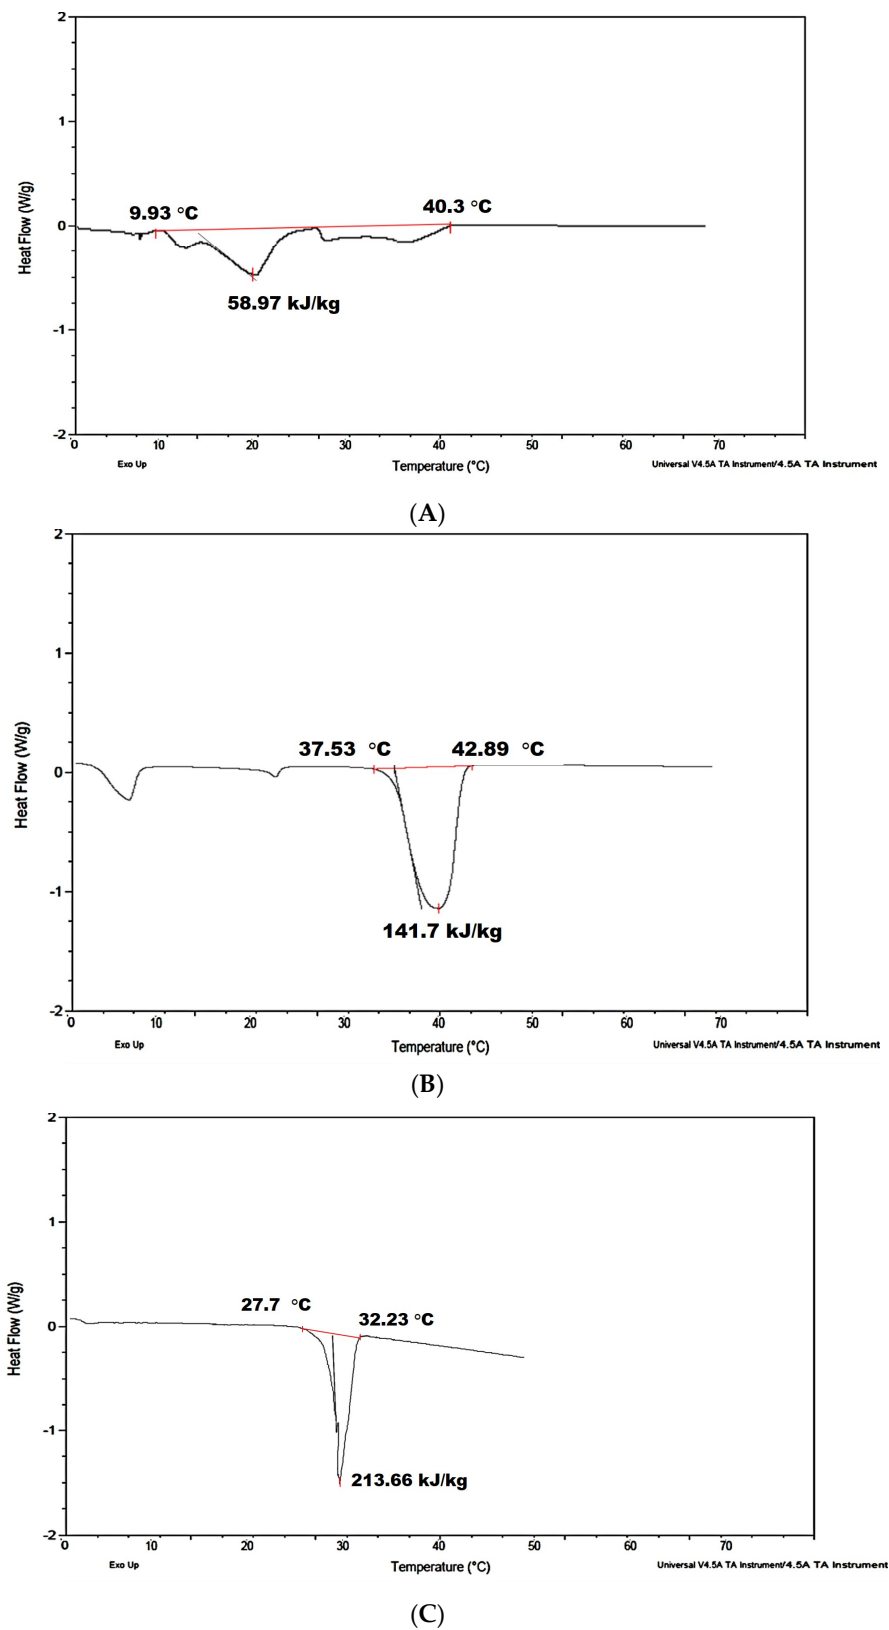 2
1
9.93 °C
40.3 °C
0
Heat Flow (W/g)
58.97 kJ/kg
-1
-2
0 10 20 30 40 50 60 70
Exo Up
Temperature (°C)
Universal V4.5A TA Instrument/4.5A TA Instrument
(A)
2
1
37.53 °C
42.89 °C
0
Heat Flow (W/g)
-1
141.7 kJ/kg
-2
0 10 20 30 40 50 60 70
Exo Up
Temperature (°C)
Universal V4.5A TA Instrument/4.5A TA Instrument
(B)
2
1
27.7 °C
32.23 °C
0
Heat Flow (W/g)
-1
213.66 kJ/kg
-2
0 10 20 30 40 50 60 70
Exo Up
Temperature (°C)
Universal V4.5A TA Instrument/4.5A TA Instrument
(C)